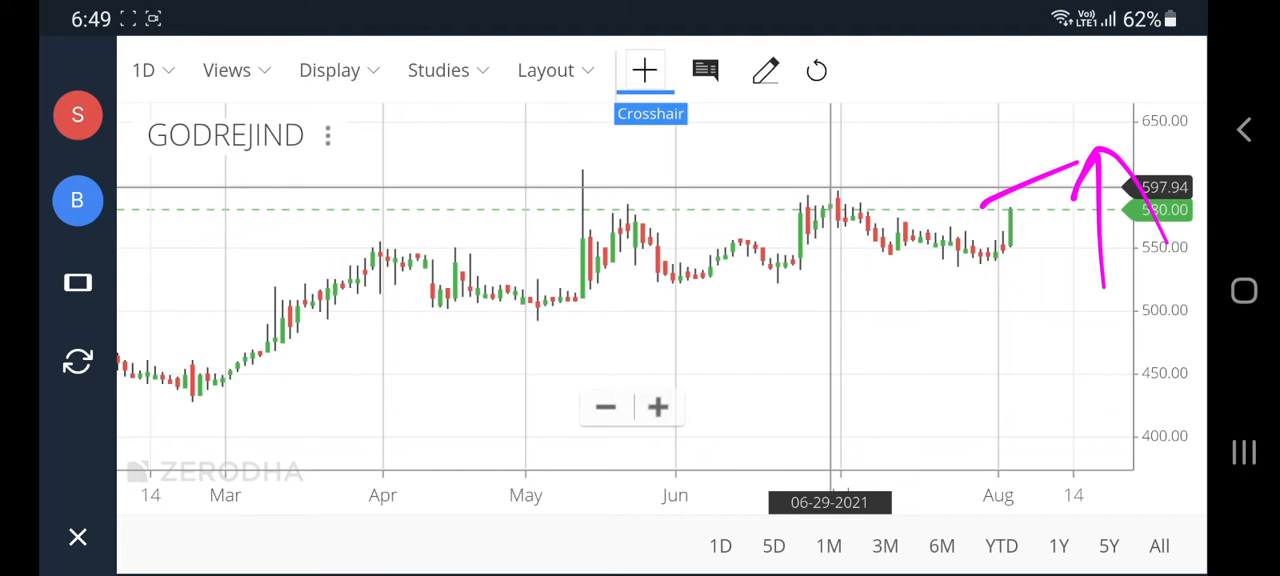 6:49 Vo) LTE1 62%
1D Views Display Studies Layout
Crosshair
S
GODREJIND
B
650.00
597.94
580.00
550.00
500.00
450.00
400.00
ZERODHA
14 Mar Apr May Jun Aug 14
06-29-2021
1D 5D 1M 3M 6M YTD 1Y 5Y All